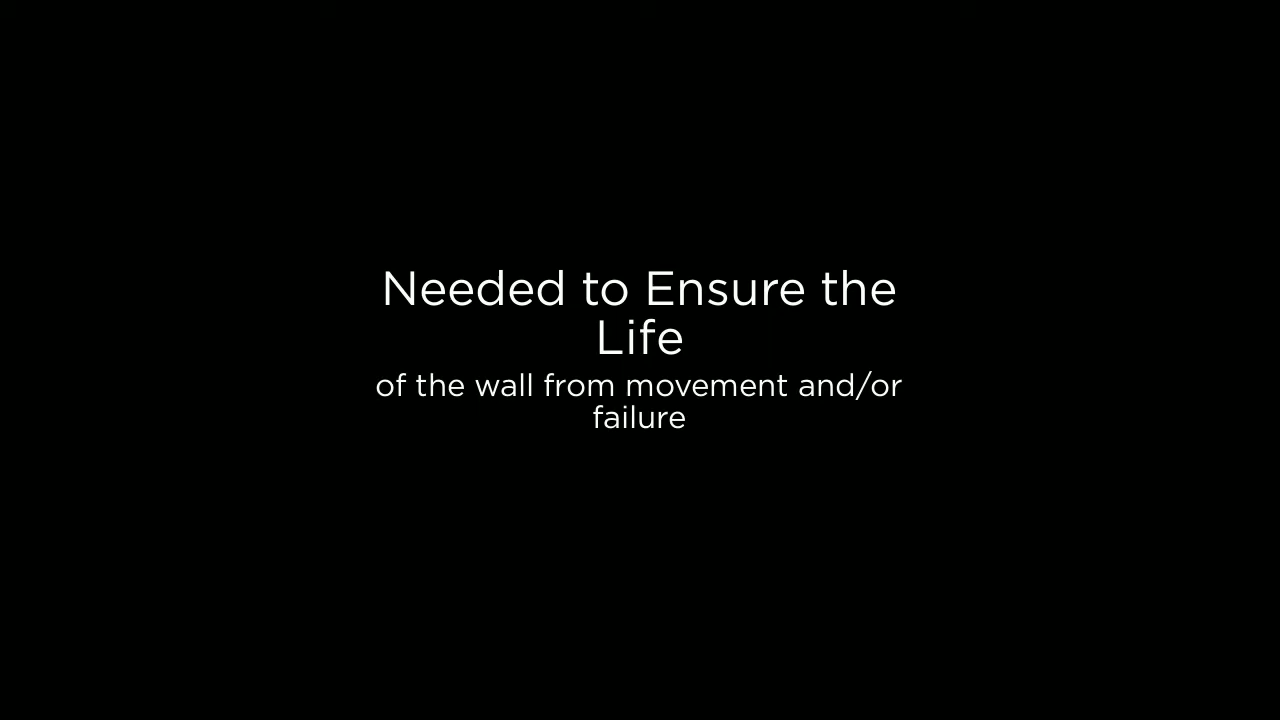 Needed to Ensure the
Life
of the wall from movement and/or
failure